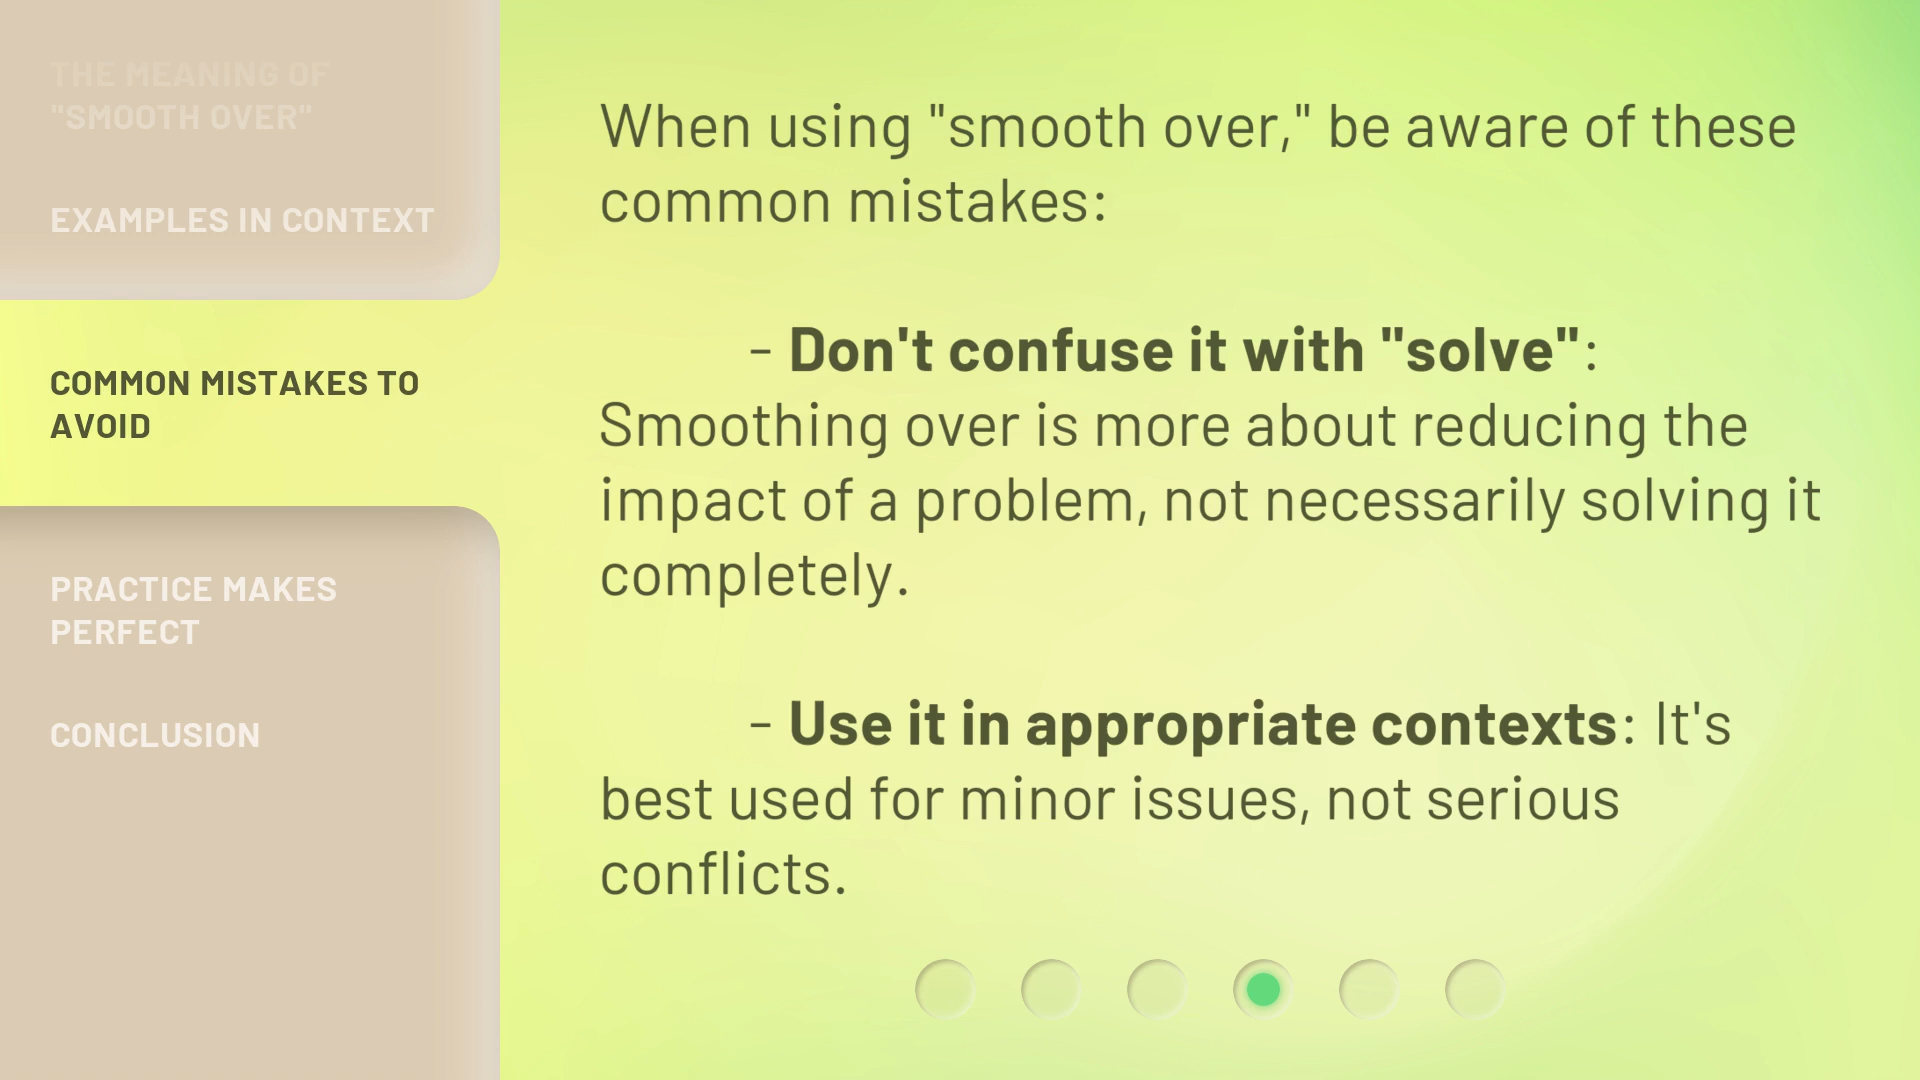 THE MEANING OF
"SMOOTH OVER"
EXAMPLES IN CONTEXT
COMMON MISTAKES TO
AVOID
PRACTICE MAKES
PERFECT
CONCLUSION
When using "smooth over," be aware of these
common mistakes:
- Don't confuse it with "solve":
Smoothing over is more about reducing the
impact of a problem, not necessarily solving it
completely.
- Use it in appropriate contexts: It's
best used for minor issues, not serious
conflicts.